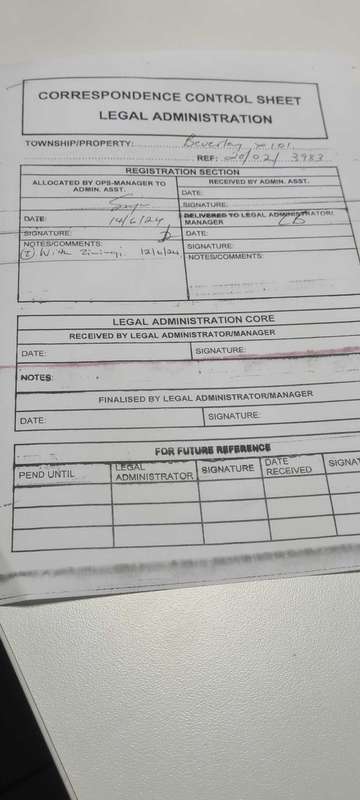 CORRESPONDENCE CONTROL SHEET
LEGAL ADMINISTRATION
TOWNSHIP/PROPERTY: Beverley x 101
REF: 20/02/ 3983
REGISTRATION SECTION
ALLOCATED BY OPS-MANAGER TO ADMIN. ASST.
RECEIVED BY ADMIN. ASST.
DATE:
SIGNATURE:
DATE: 14/6/24
DELIVERED TO LEGAL ADMINISTRATOR/
MANAGER
SIGNATURE:
DATE:
NOTES/COMMENTS:
SIGNATURE:
12/6/24
NOTES/COMMENTS:
LEGAL ADMINISTRATION CORE
RECEIVED BY LEGAL ADMINISTRATOR/MANAGER
DATE: SIGNATURE:
NOTES:
FINALISED BY LEGAL ADMINISTRATOR/MANAGER
DATE: SIGNATURE:
FOR FUTURE REFERENCE
PEND UNTIL LEGAL ADMINISTRATOR SIGNATURE DATE RECEIVED SIGNAT